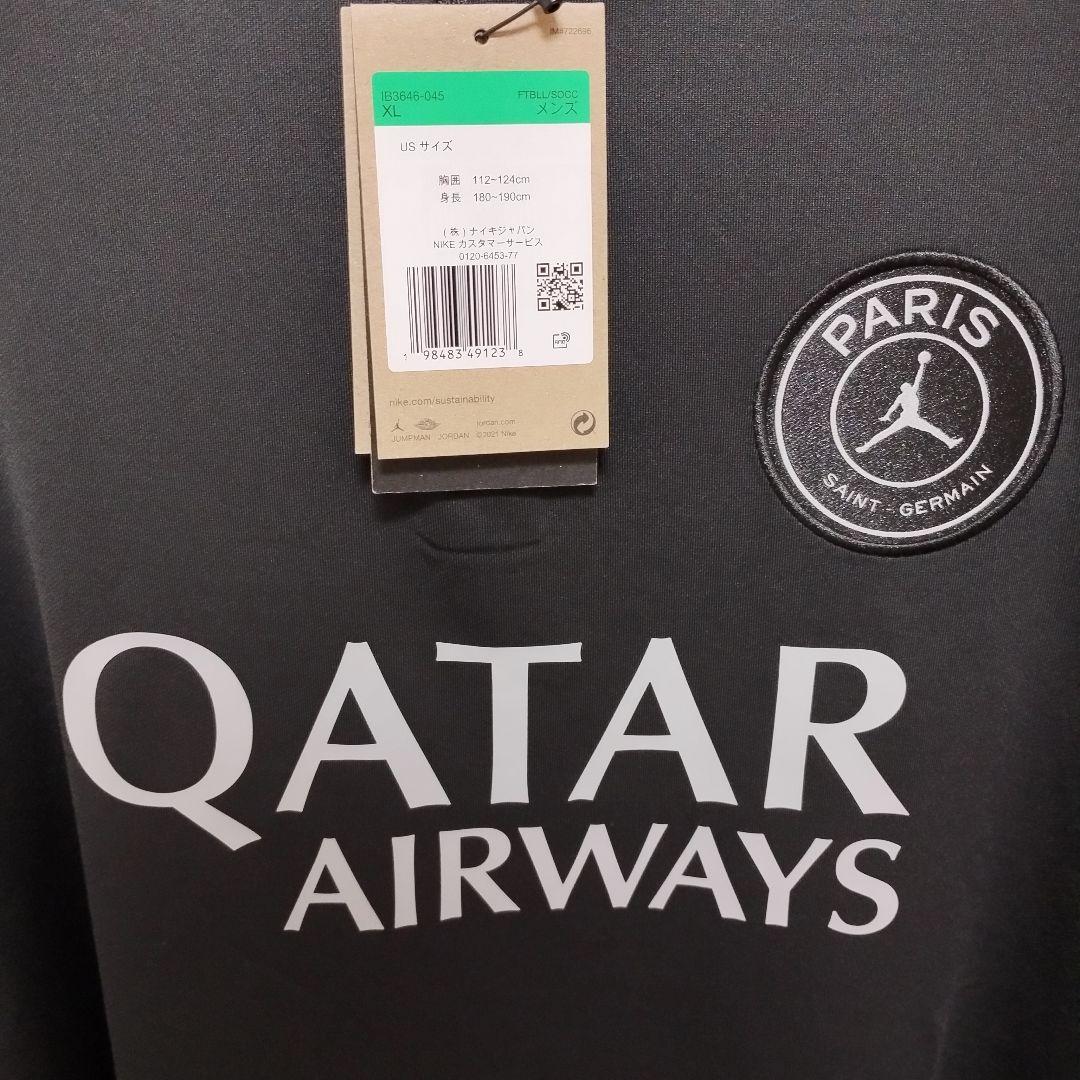 IM#722696
IB3646-045
XL
FTBLL/SOCC
メンズ
US サイズ
胸囲 112~124cm
身長 180~190cm
(株)ナイキジャパン
NIKE カスタマーサービス
0120-6453-77
1 98483 49123 8
nike.com/sustainability
jordan.com
JUMPMAN JORDAN ©2021 Nike
PARIS
SAINT-GERMAIN
QATAR
AIRWAYS